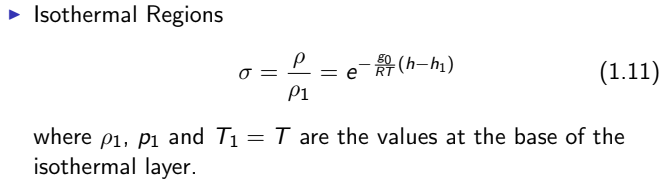 ▶ Isothermal Regions
σ = ρ/ρ₁ = e^{−\frac{g₀}{RT}(h−h₁)} (1.11)
where ρ₁, p₁ and T₁ = T are the values at the base of the
isothermal layer.